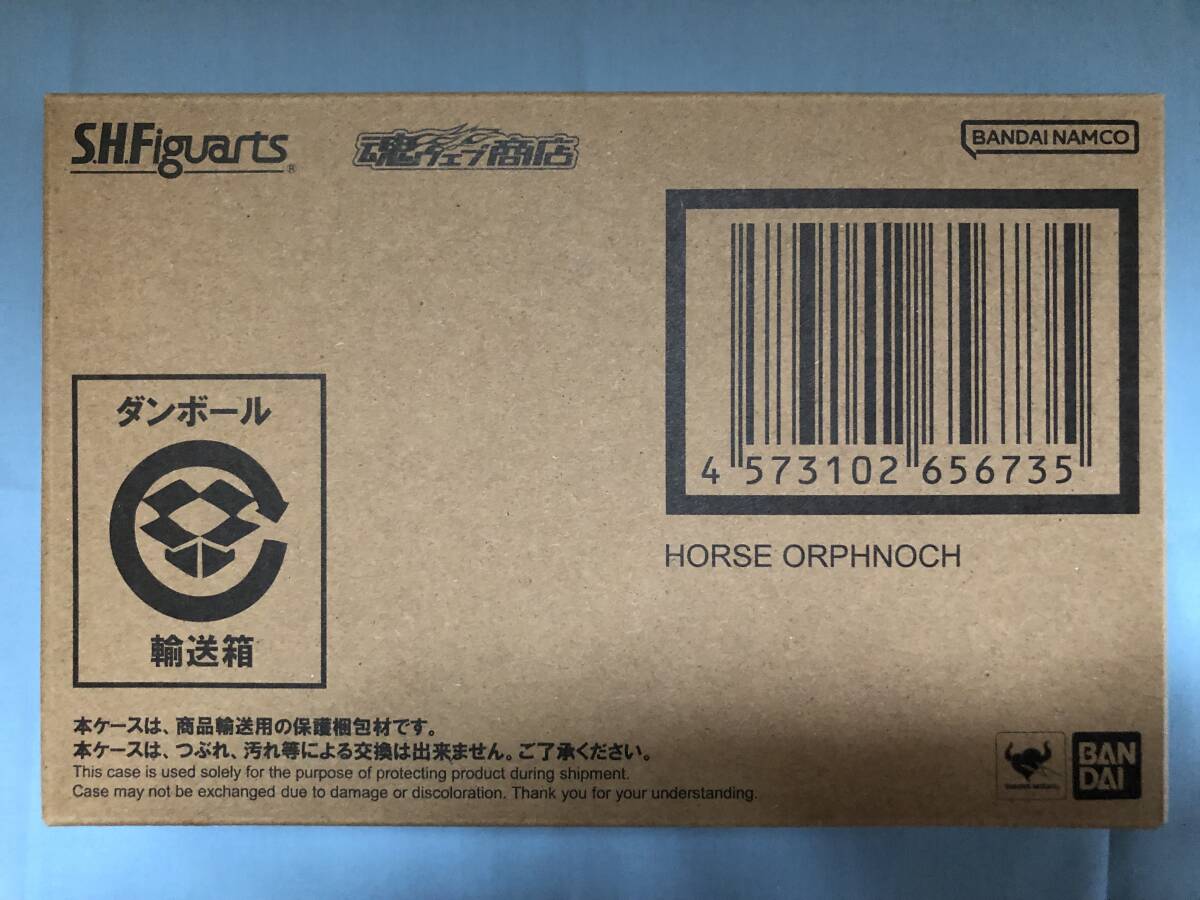 S.H.Figuarts®
魂ウェブ商店
BANDAI NAMCO
4 573102 656735
HORSE ORPHNOCH
ダンボール
輸送箱
本ケースは、商品輸送用の保護梱包材です。
本ケースは、つぶれ、汚れ等による交換は出来ません。ご了承ください。
This case is used solely for the purpose of protecting product during shipment.
Case may not be exchanged due to damage or discoloration. Thank you for your understanding.
BAN
DAI